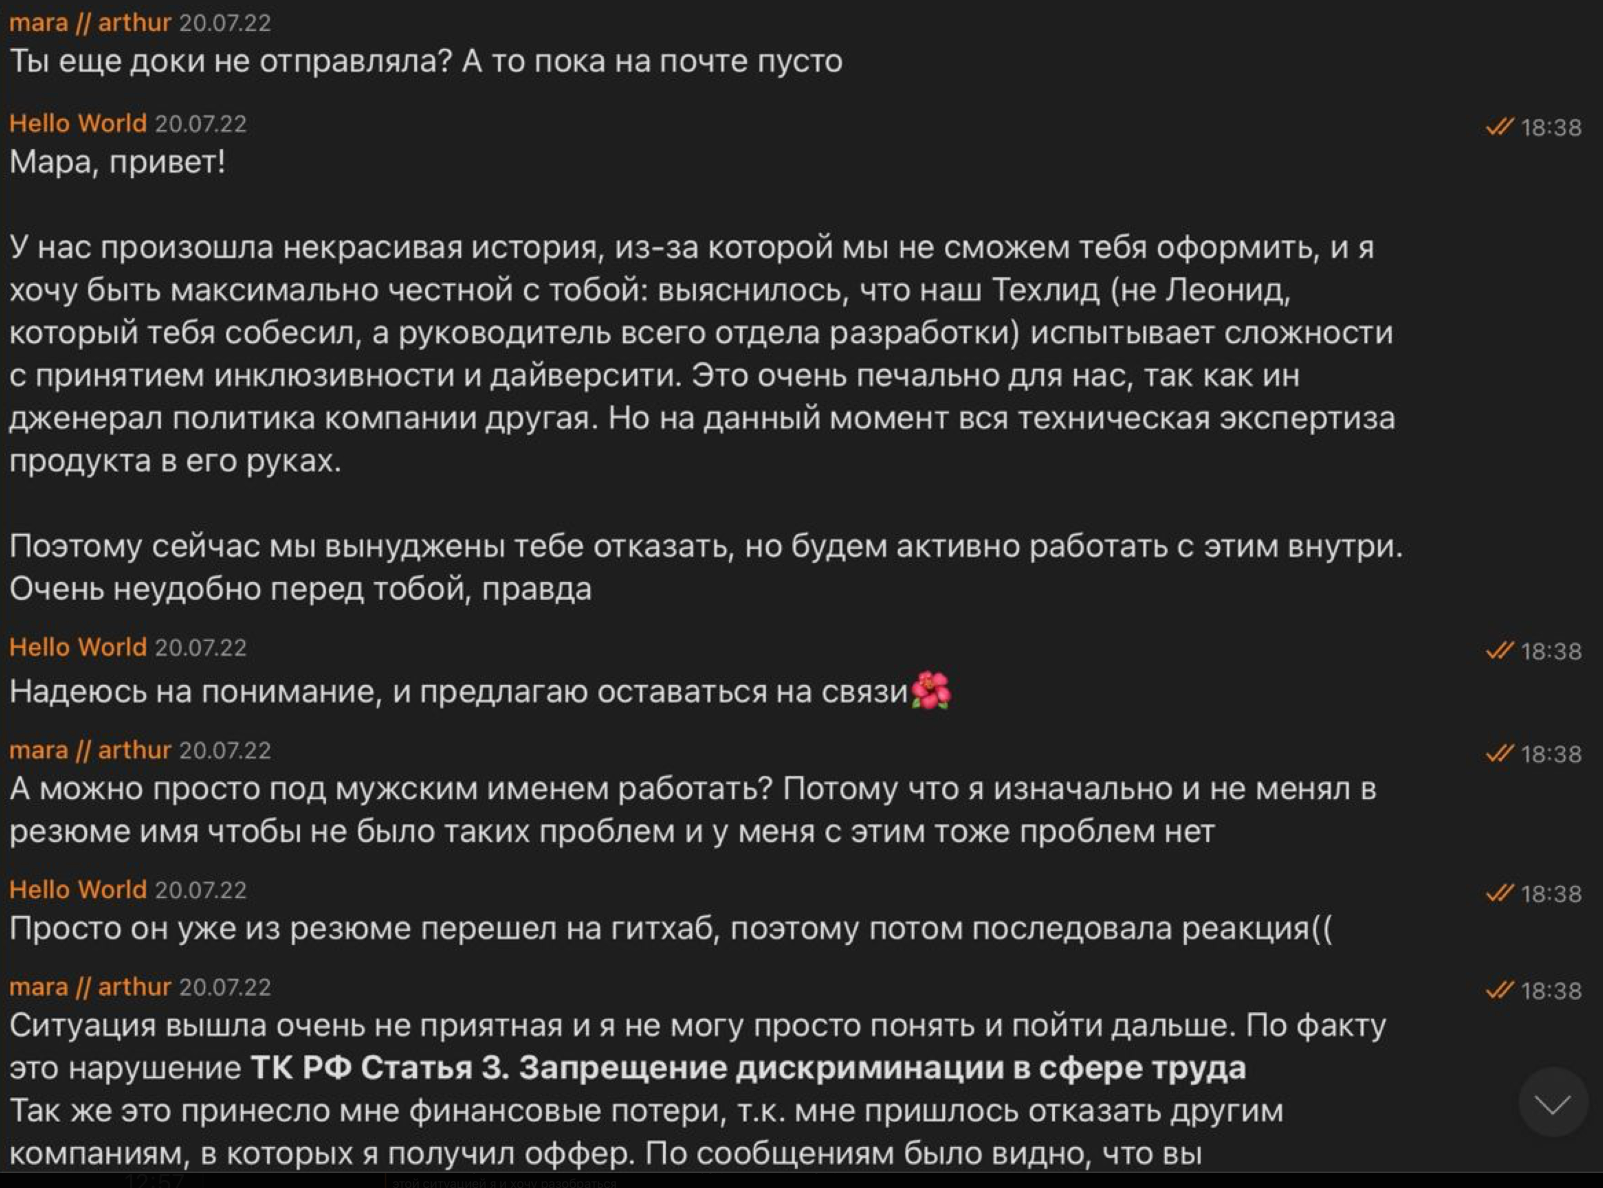 mara // arthur 20.07.22
Ты еще доки не отправляла? А то пока на почте пусто
Hello World 20.07.22 18:38
Мара, привет!
У нас произошла некрасивая история, из-за которой мы не сможем тебя оформить, и я
хочу быть максимально честной с тобой: выяснилось, что наш Техлид (не Леонид,
который тебя собесил, а руководитель всего отдела разработки) испытывает сложности
с принятием инклюзивности и дайверсити. Это очень печально для нас, так как ин
дженерал политика компании другая. Но на данный момент вся техническая экспертиза
продукта в его руках.
Поэтому сейчас мы вынуждены тебе отказать, но будем активно работать с этим внутри.
Очень неудобно перед тобой, правда
Hello World 20.07.22 18:38
Надеюсь на понимание, и предлагаю оставаться на связи🌺
mara // arthur 20.07.22 18:38
А можно просто под мужским именем работать? Потому что я изначально и не менял в
резюме имя чтобы не было таких проблем и у меня с этим тоже проблем нет
Hello World 20.07.22 18:38
Просто он уже из резюме перешел на гитхаб, поэтому потом последовала реакция((
mara // arthur 20.07.22 18:38
Ситуация вышла очень не приятная и я не могу просто понять и пойти дальше. По факту
это нарушение ТК РФ Статья 3. Запрещение дискриминации в сфере труда
Так же это принесло мне финансовые потери, т.к. мне пришлось отказать другим
компаниям, в которых я получил оффер. По сообщениям было видно, что вы
12:57